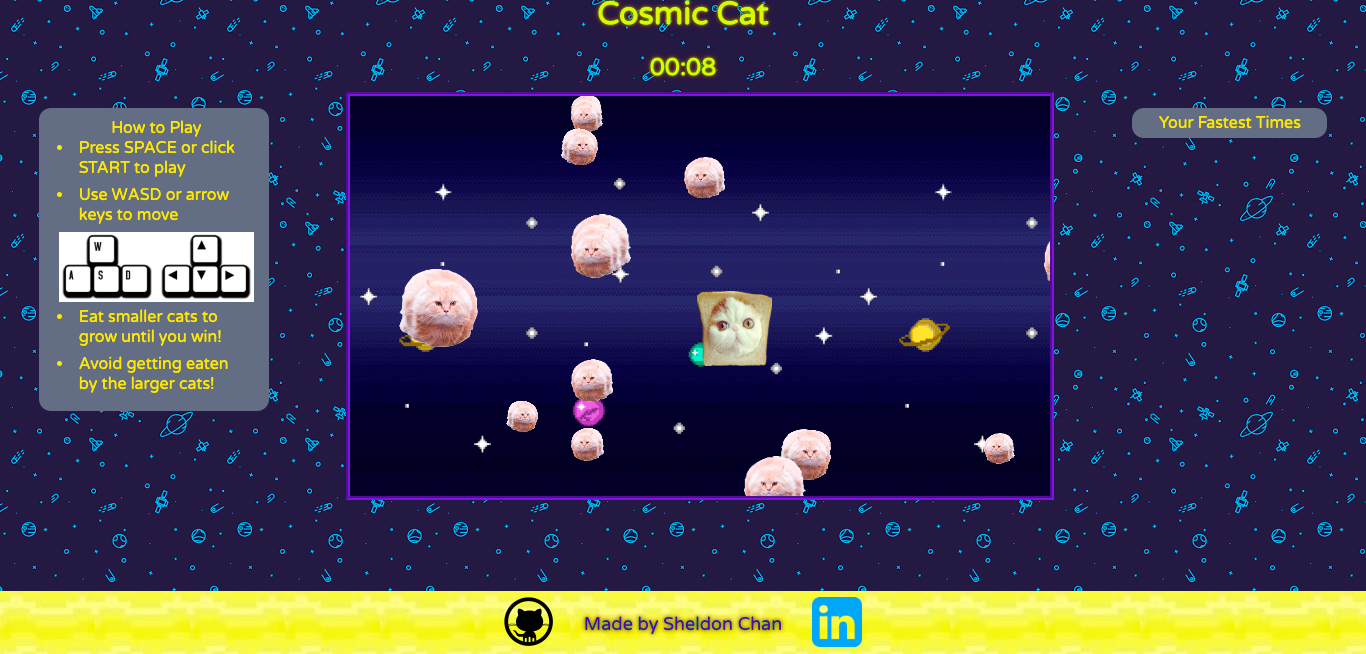 Cosmic Cat
00:08
How to Play
Press SPACE or click
START to play
Use WASD or arrow
keys to move
W
A S D
Eat smaller cats to
grow until you win!
Avoid getting eaten
by the larger cats!
Your Fastest Times
Made by Sheldon Chan
in